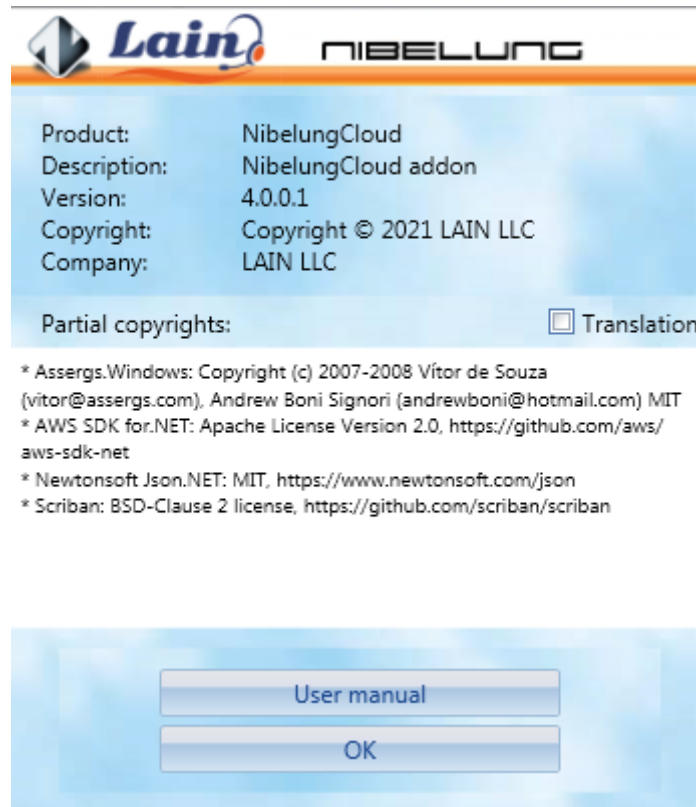 Lain NIBELUNG
Product: NibelungCloud
Description: NibelungCloud addon
Version: 4.0.0.1
Copyright: Copyright © 2021 LAIN LLC
Company: LAIN LLC
Partial copyrights: Translation
* Assergs.Windows: Copyright (c) 2007-2008 Vítor de Souza
(vitor@assergs.com), Andrew Boni Signori (andrewboni@hotmail.com) MIT
* AWS SDK for.NET: Apache License Version 2.0, https://github.com/aws/
aws-sdk-net
* Newtonsoft Json.NET: MIT, https://www.newtonsoft.com/json
* Scriban: BSD-Clause 2 license, https://github.com/scriban/scriban
User manual
OK